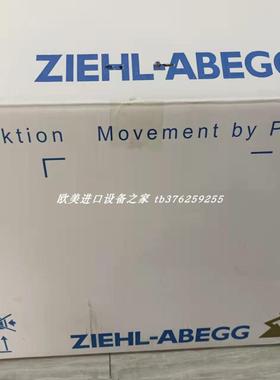 ZIEHL-ABEGG
ktion Movement by P
欧美进口设备之家 tb376259255
ZIEHL-ABEGG